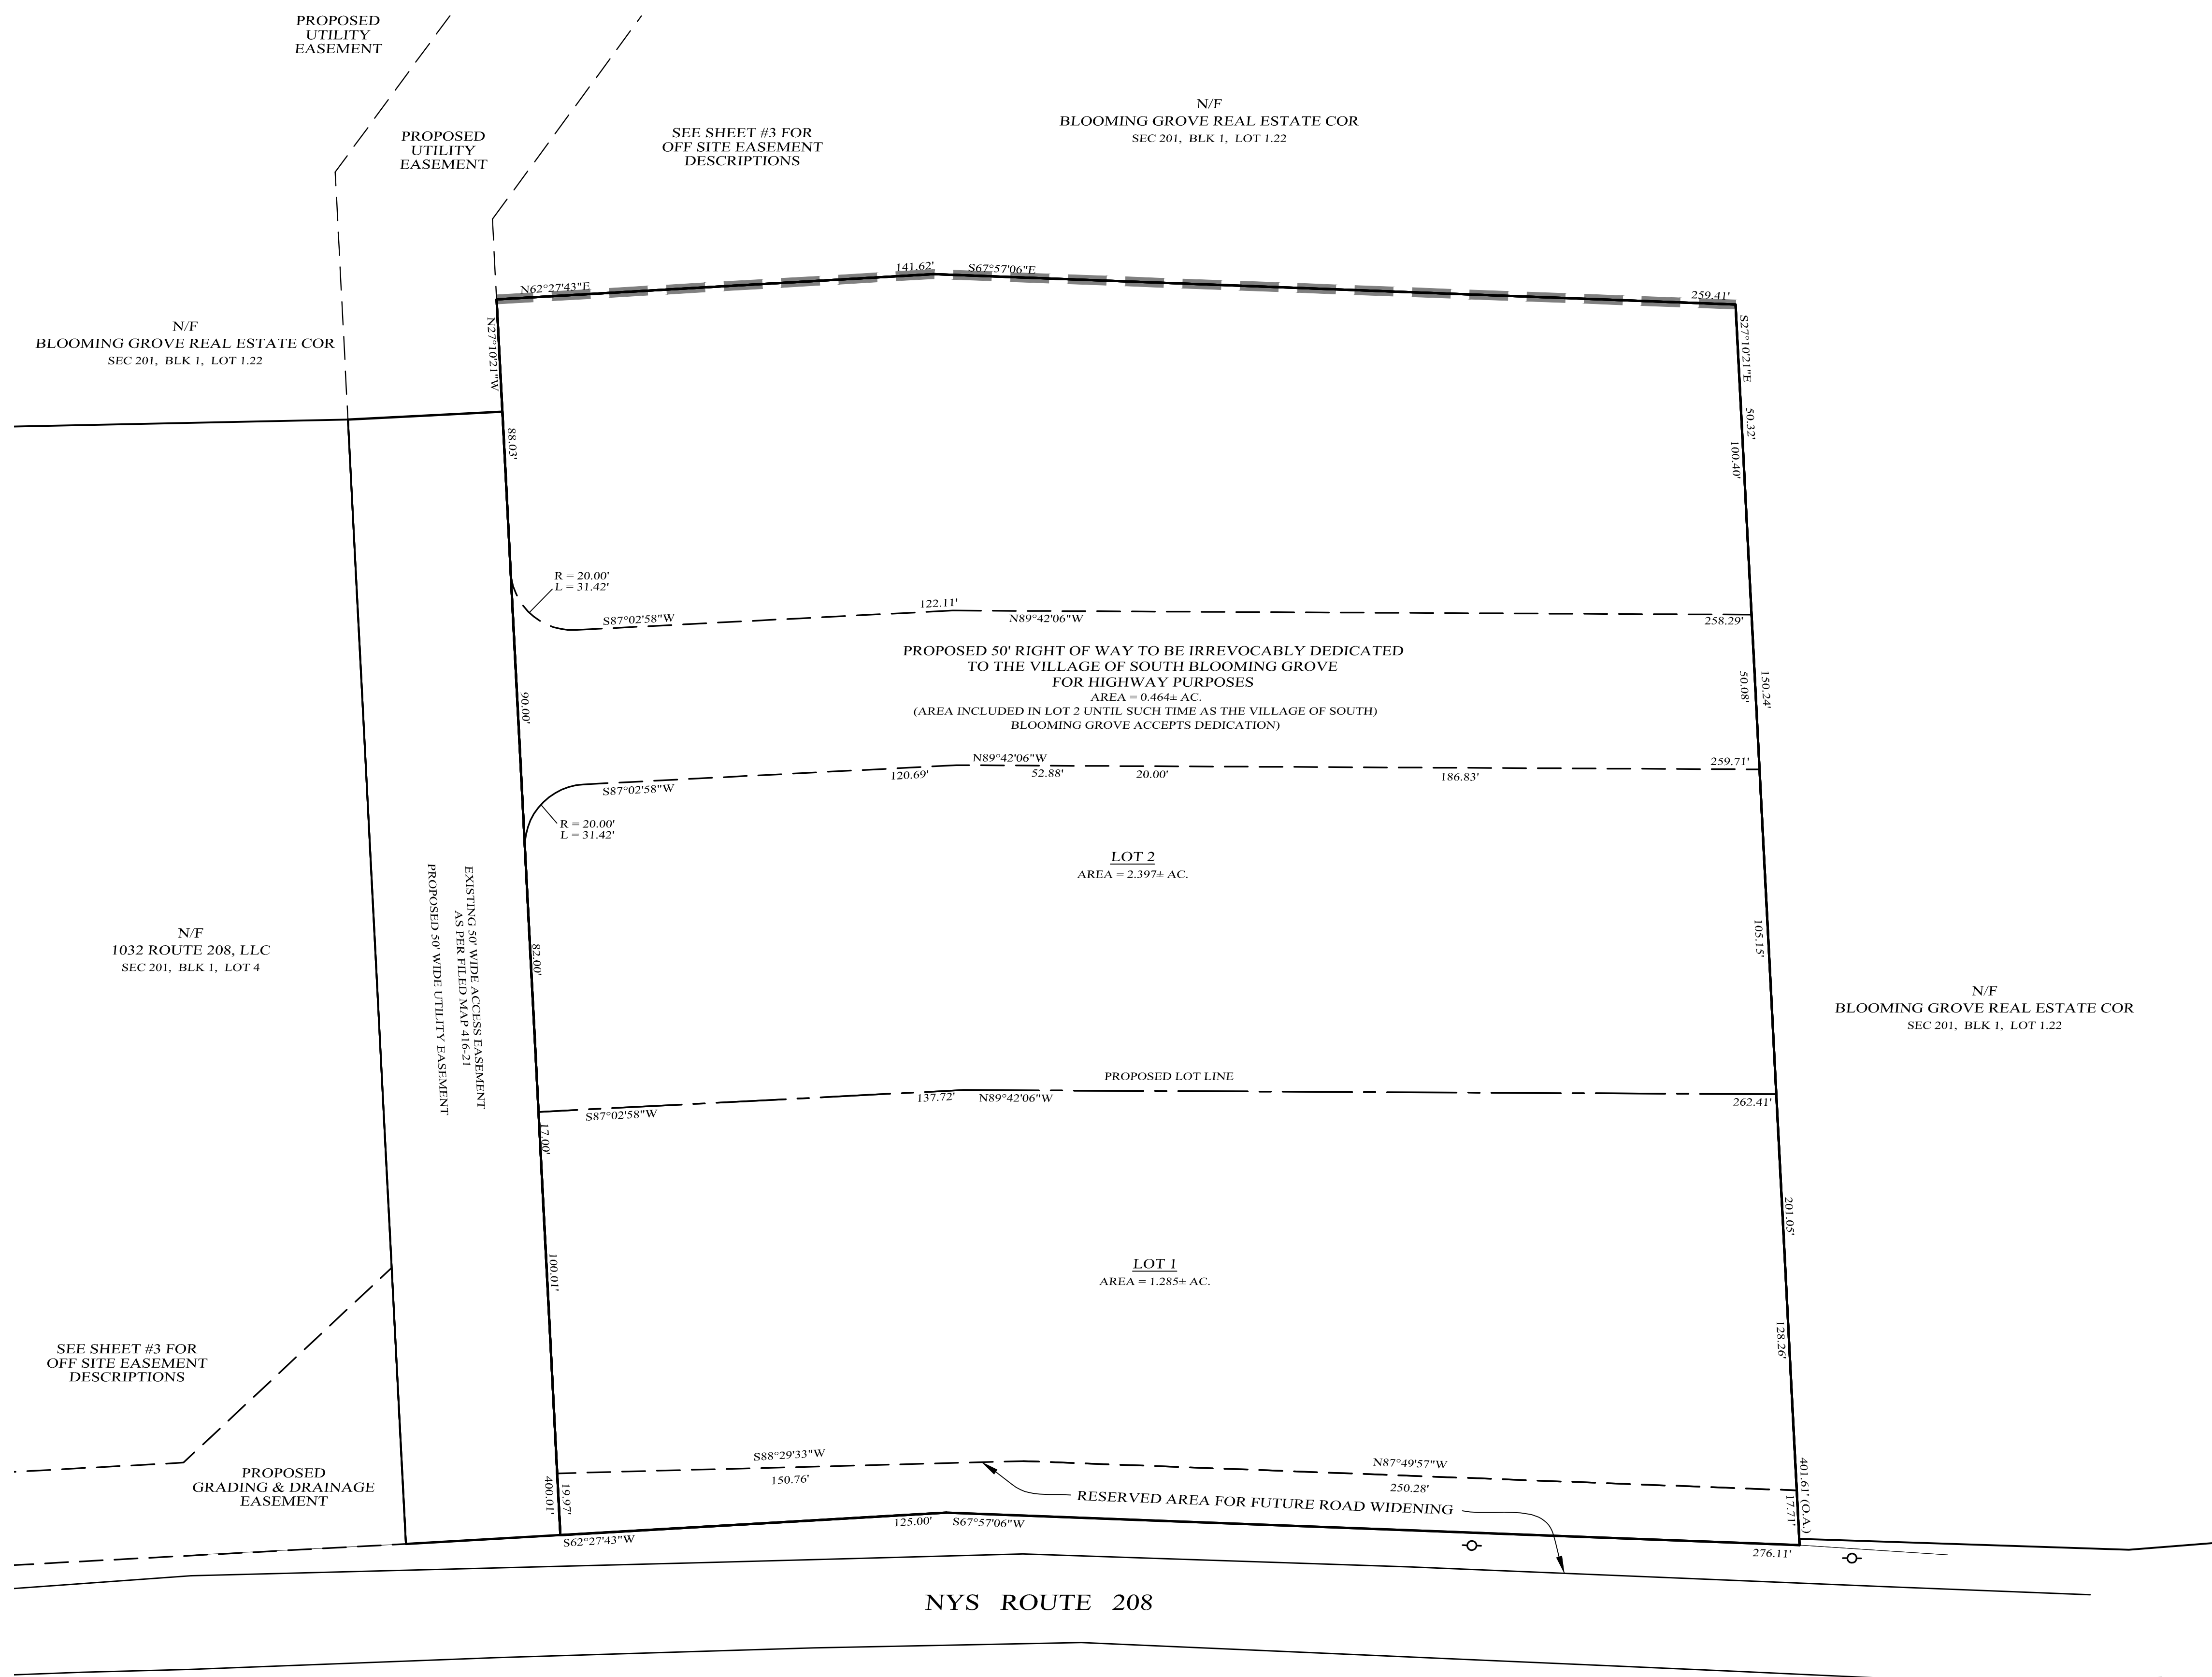 PROPOSED
UTILITY
EASEMENT
PROPOSED
UTILITY
EASEMENT
SEE SHEET #3 FOR
OFF SITE EASEMENT
DESCRIPTIONS
N/F
BLOOMING GROVE REAL ESTATE COR
SEC 201, BLK 1, LOT 1.22
N62°27'43"E
141.62'
S67°57'06"E
259.41'
N/F
BLOOMING GROVE REAL ESTATE COR
SEC 201, BLK 1, LOT 1.22
N27°10'21"W
88.03'
S27°10'21"E
50.32'
100.40'
R = 20.00'
L = 31.42'
S87°02'58"W
122.11'
N89°42'06"W
258.29'
PROPOSED 50' RIGHT OF WAY TO BE IRREVOCABLY DEDICATED
TO THE VILLAGE OF SOUTH BLOOMING GROVE
FOR HIGHWAY PURPOSES
AREA = 0.464± AC.
(AREA INCLUDED IN LOT 2 UNTIL SUCH TIME AS THE VILLAGE OF SOUTH)
BLOOMING GROVE ACCEPTS DEDICATION)
90.00'
50.08'
150.24'
N89°42'06"W
259.71'
S87°02'58"W
120.69'
52.88'
20.00'
186.83'
R = 20.00'
L = 31.42'
LOT 2
AREA = 2.397± AC.
EXISTING 50' WIDE ACCESS EASEMENT
AS PER FILED MAP 416-21
PROPOSED 50' WIDE UTILITY EASEMENT
82.00'
105.15'
N/F
1032 ROUTE 208, LLC
SEC 201, BLK 1, LOT 4
N/F
BLOOMING GROVE REAL ESTATE COR
SEC 201, BLK 1, LOT 1.22
PROPOSED LOT LINE
S87°02'58"W
137.72'
N89°42'06"W
262.41'
17.00'
201.05'
100.01'
LOT 1
AREA = 1.285± AC.
128.26'
SEE SHEET #3 FOR
OFF SITE EASEMENT
DESCRIPTIONS
PROPOSED
GRADING & DRAINAGE
EASEMENT
S88°29'33"W
150.76'
N87°49'57"W
250.28'
RESERVED AREA FOR FUTURE ROAD WIDENING
400.01'
19.97'
401.61' (O.A.)
17.71'
S62°27'43"W
125.00'
S67°57'06"W
276.11'
NYS ROUTE 208